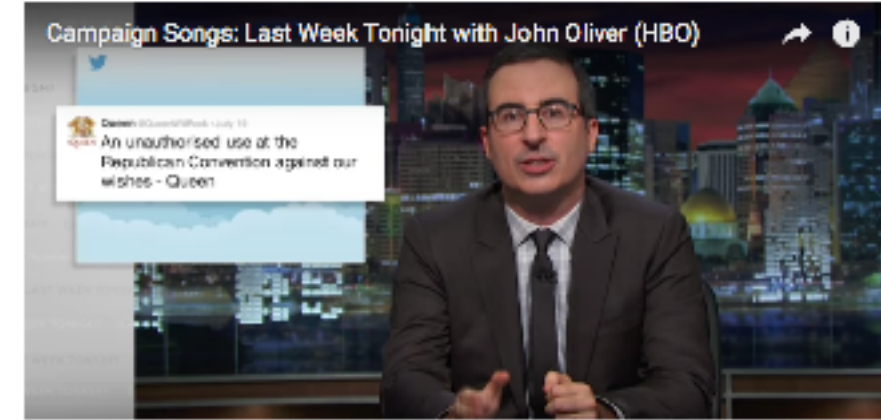 Campaign Songs: Last Week Tonight with John Oliver (HBO)
Queen
An unauthorised use at the
Republican Convention against our
wishes - Queen